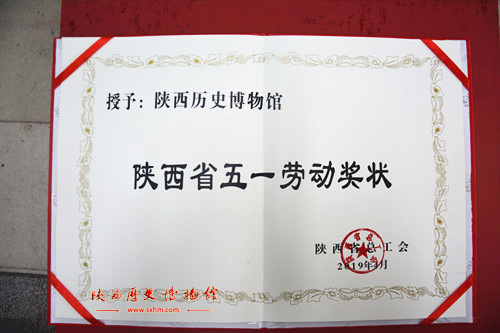 授予：陕西历史博物馆
陕西省五一劳动奖状
陕西省总工会
2019年4月
陕西历史博物馆
www.sxhm.com